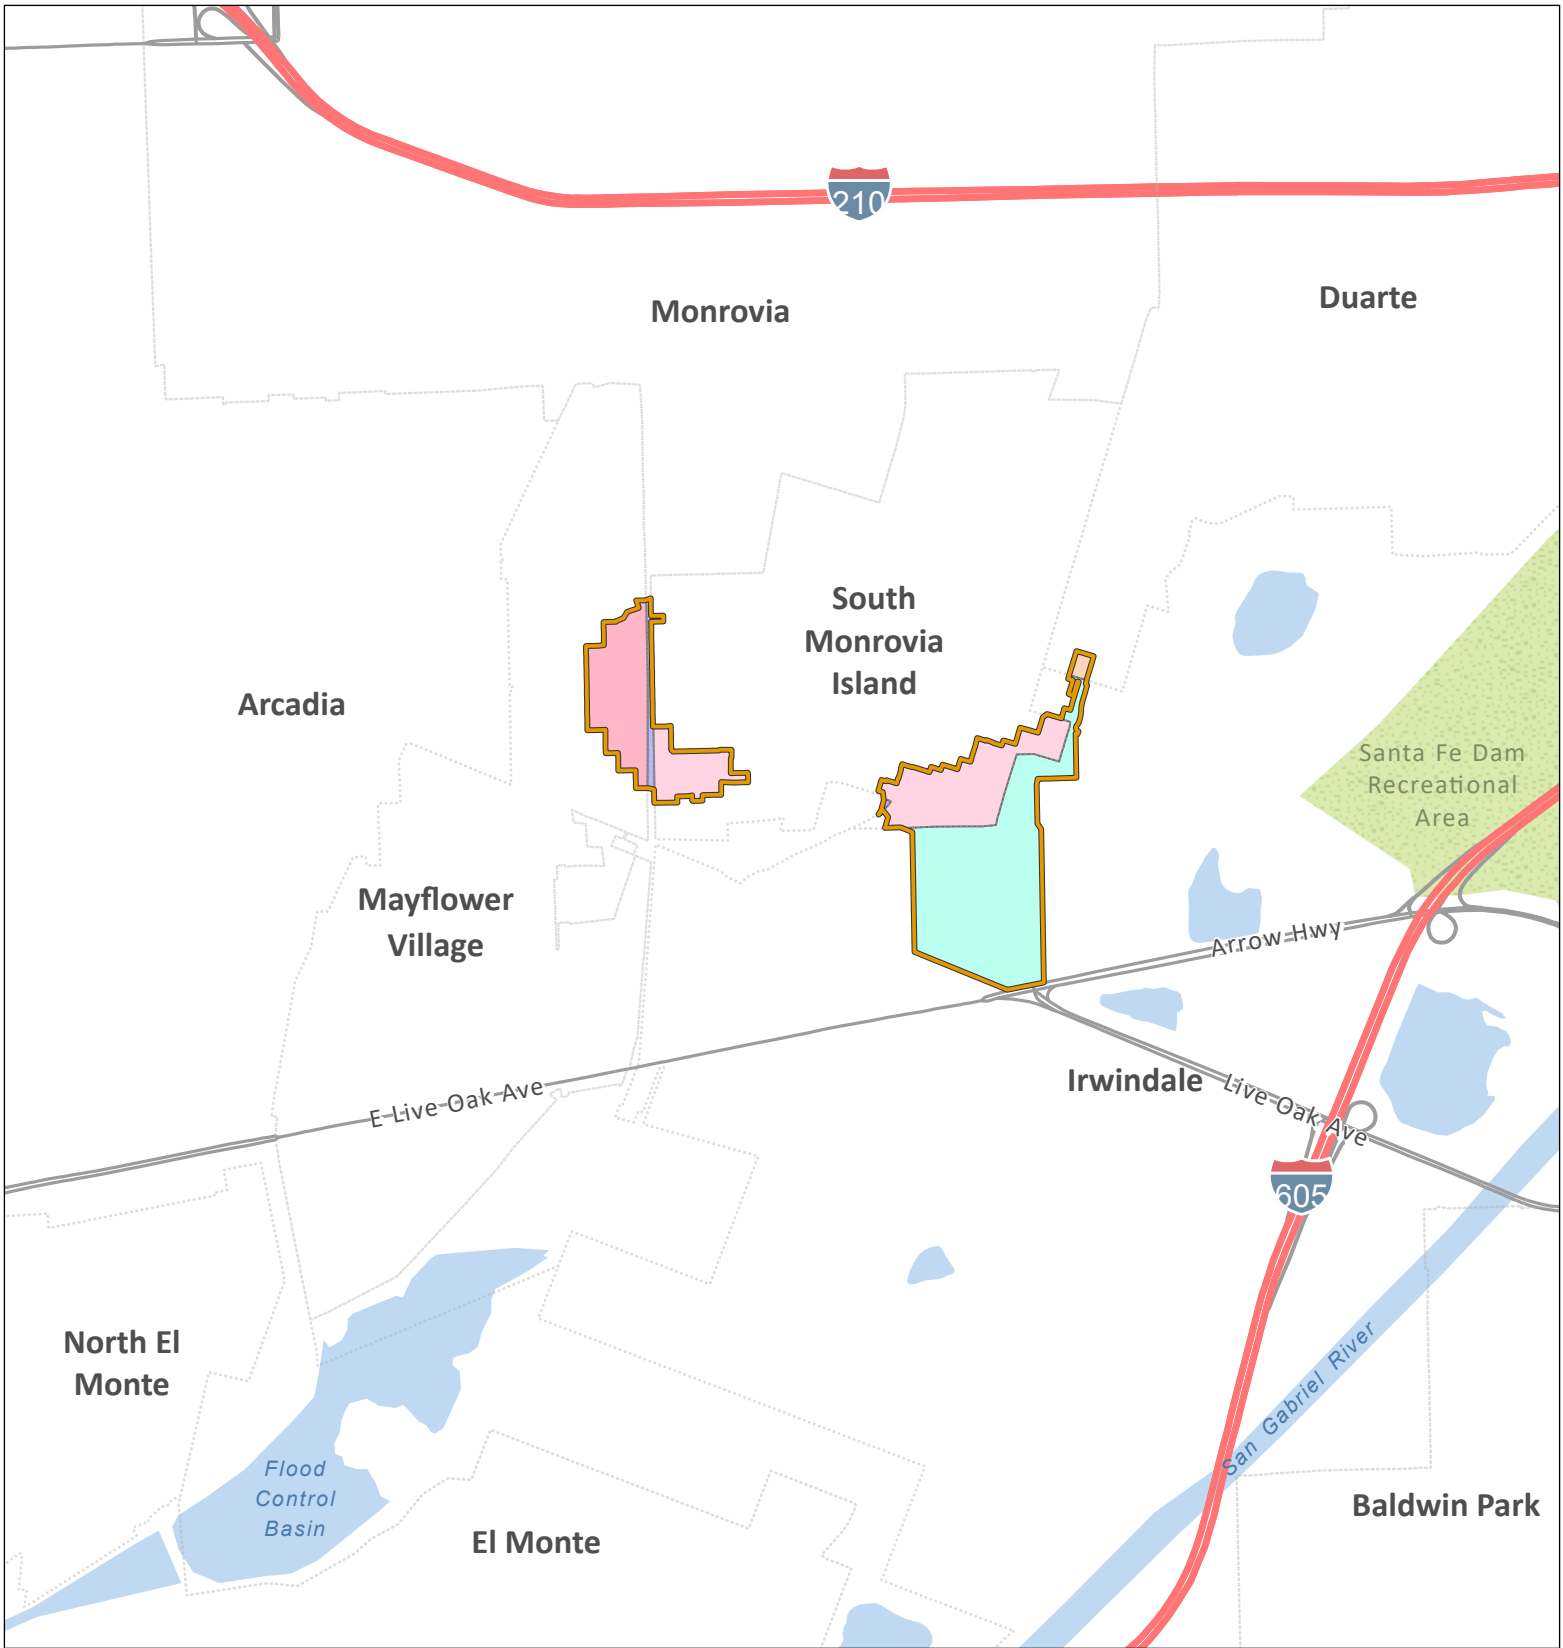 210
Monrovia
Duarte
South
Monrovia
Island
Arcadia
Santa Fe Dam
Recreational
Area
Mayflower
Village
Arrow Hwy
Irwindale
Live Oak Ave
E Live Oak Ave
605
North El
Monte
San Gabriel River
Flood
Control
Basin
El Monte
Baldwin Park